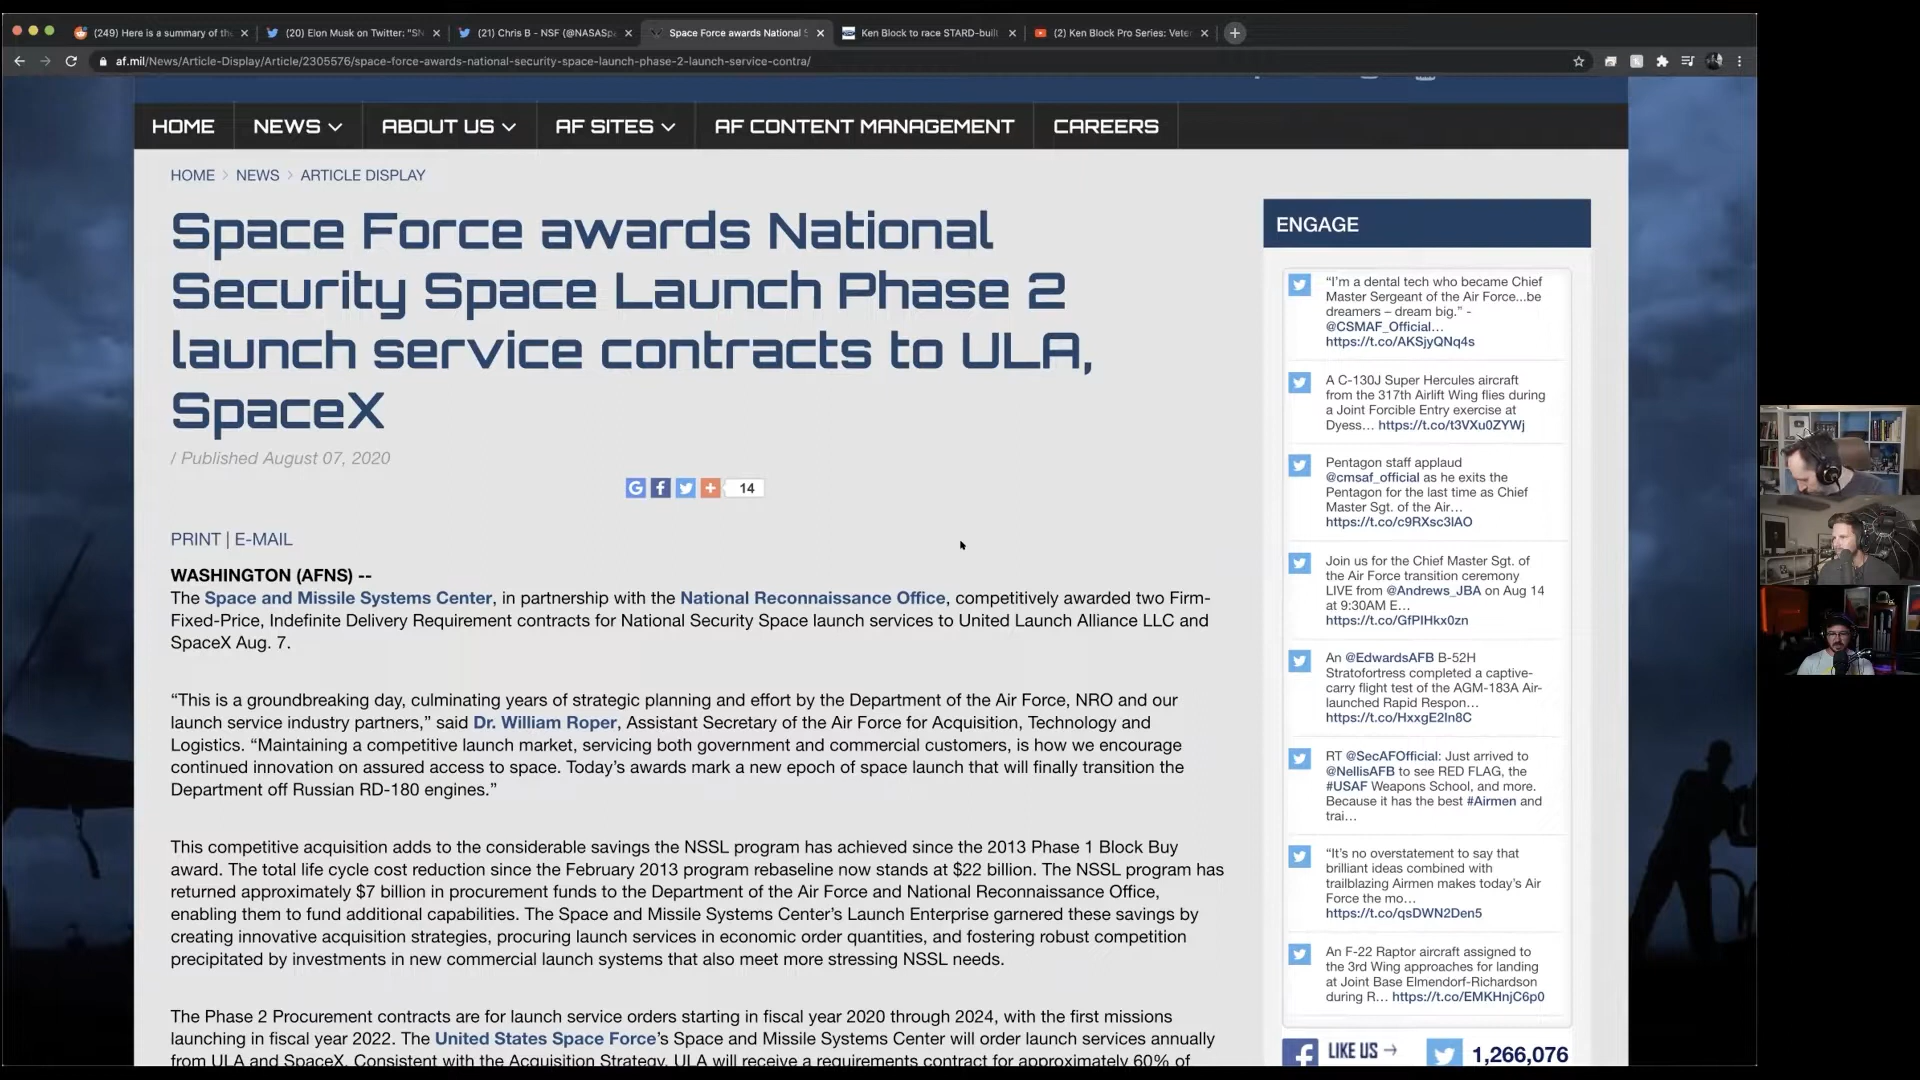 (249) Here is a summary of the
(20) Elon Musk on Twitter: "SN
(21) Chris B - NSF (@NASASp
Space Force awards National S
Ken Block to race STARD-buil
(2) Ken Block Pro Series: Vete
af.mil/News/Article-Display/Article/2305576/space-force-awards-national-security-space-launch-phase-2-launch-service-contra/
HOME
NEWS
ABOUT US
AF SITES
AF CONTENT MANAGEMENT
CAREERS
HOME > NEWS > ARTICLE DISPLAY
Space Force awards National
Security Space Launch Phase 2
launch service contracts to ULA,
SpaceX
/ Published August 07, 2020
14
PRINT | E-MAIL
WASHINGTON (AFNS) --
The Space and Missile Systems Center, in partnership with the National Reconnaissance Office, competitively awarded two Firm-
Fixed-Price, Indefinite Delivery Requirement contracts for National Security Space launch services to United Launch Alliance LLC and
SpaceX Aug. 7.
“This is a groundbreaking day, culminating years of strategic planning and effort by the Department of the Air Force, NRO and our
launch service industry partners,” said Dr. William Roper, Assistant Secretary of the Air Force for Acquisition, Technology and
Logistics. “Maintaining a competitive launch market, servicing both government and commercial customers, is how we encourage
continued innovation on assured access to space. Today’s awards mark a new epoch of space launch that will finally transition the
Department off Russian RD-180 engines.”
This competitive acquisition adds to the considerable savings the NSSL program has achieved since the 2013 Phase 1 Block Buy
award. The total life cycle cost reduction since the February 2013 program rebaseline now stands at $22 billion. The NSSL program has
returned approximately $7 billion in procurement funds to the Department of the Air Force and National Reconnaissance Office,
enabling them to fund additional capabilities. The Space and Missile Systems Center’s Launch Enterprise garnered these savings by
creating innovative acquisition strategies, procuring launch services in economic order quantities, and fostering robust competition
precipitated by investments in new commercial launch systems that also meet more stressing NSSL needs.
The Phase 2 Procurement contracts are for launch service orders starting in fiscal year 2020 through 2024, with the first missions
launching in fiscal year 2022. The United States Space Force’s Space and Missile Systems Center will order launch services annually
from ULA and SpaceX. Consistent with the Acquisition Strategy, ULA will receive a requirements contract for approximately 60% of
ENGAGE
“I’m a dental tech who became Chief
Master Sergeant of the Air Force...be
dreamers – dream big.” -
@CSMAF_Official…
https://t.co/AKSjyQNq4s
A C-130J Super Hercules aircraft
from the 317th Airlift Wing flies during
a Joint Forcible Entry exercise at
Dyess… https://t.co/t3VXu0ZYWj
Pentagon staff applaud
@cmsaf_official as he exits the
Pentagon for the last time as Chief
Master Sgt. of the Air…
https://t.co/c9RXsc3lAO
Join us for the Chief Master Sgt. of
the Air Force transition ceremony
LIVE from @Andrews_JBA on Aug 14
at 9:30AM E…
https://t.co/GfPIHkx0zn
An @EdwardsAFB B-52H
Stratofortress completed a captive-
carry flight test of the AGM-183A Air-
launched Rapid Respon…
https://t.co/HxxgE2In8C
RT @SecAFOfficial: Just arrived to
@NellisAFB to see RED FLAG, the
#USAF Weapons School, and more.
Because it has the best #Airmen and
trai…
“It’s no overstatement to say that
brilliant ideas combined with
trailblazing Airmen makes today’s Air
Force the mo…
https://t.co/qsDWN2Den5
An F-22 Raptor aircraft assigned to
the 3rd Wing approaches for landing
at Joint Base Elmendorf-Richardson
during R… https://t.co/EMKHnjC6p0
LIKE US
1,266,076